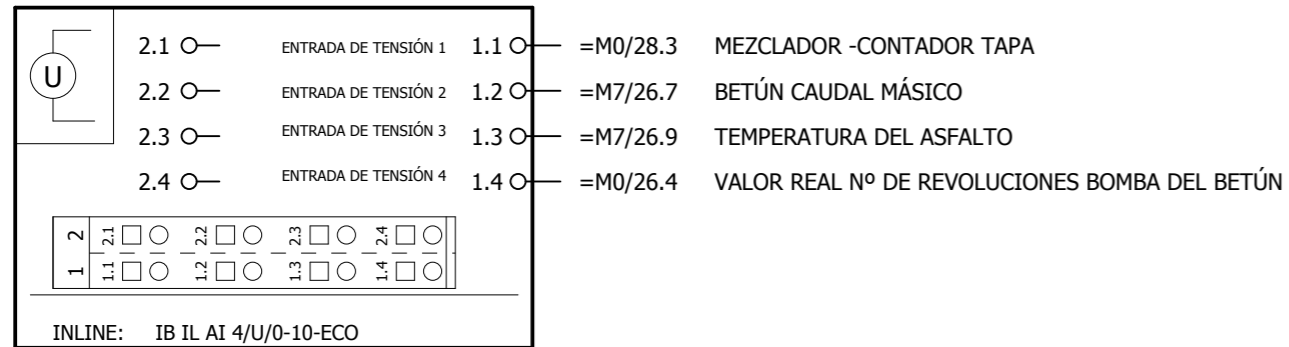 2.1 ENTRADA DE TENSIÓN 1 1.1 =M0/28.3 MEZCLADOR -CONTADOR TAPA
U
2.2 ENTRADA DE TENSIÓN 2 1.2 =M7/26.7 BETÚN CAUDAL MÁSICO
2.3 ENTRADA DE TENSIÓN 3 1.3 =M7/26.9 TEMPERATURA DEL ASFALTO
2.4 ENTRADA DE TENSIÓN 4 1.4 =M0/26.4 VALOR REAL Nº DE REVOLUCIONES BOMBA DEL BETÚN
2 2.1 2.2 2.3 2.4
1 1.1 1.2 1.3 1.4
INLINE: IB IL AI 4/U/0-10-ECO